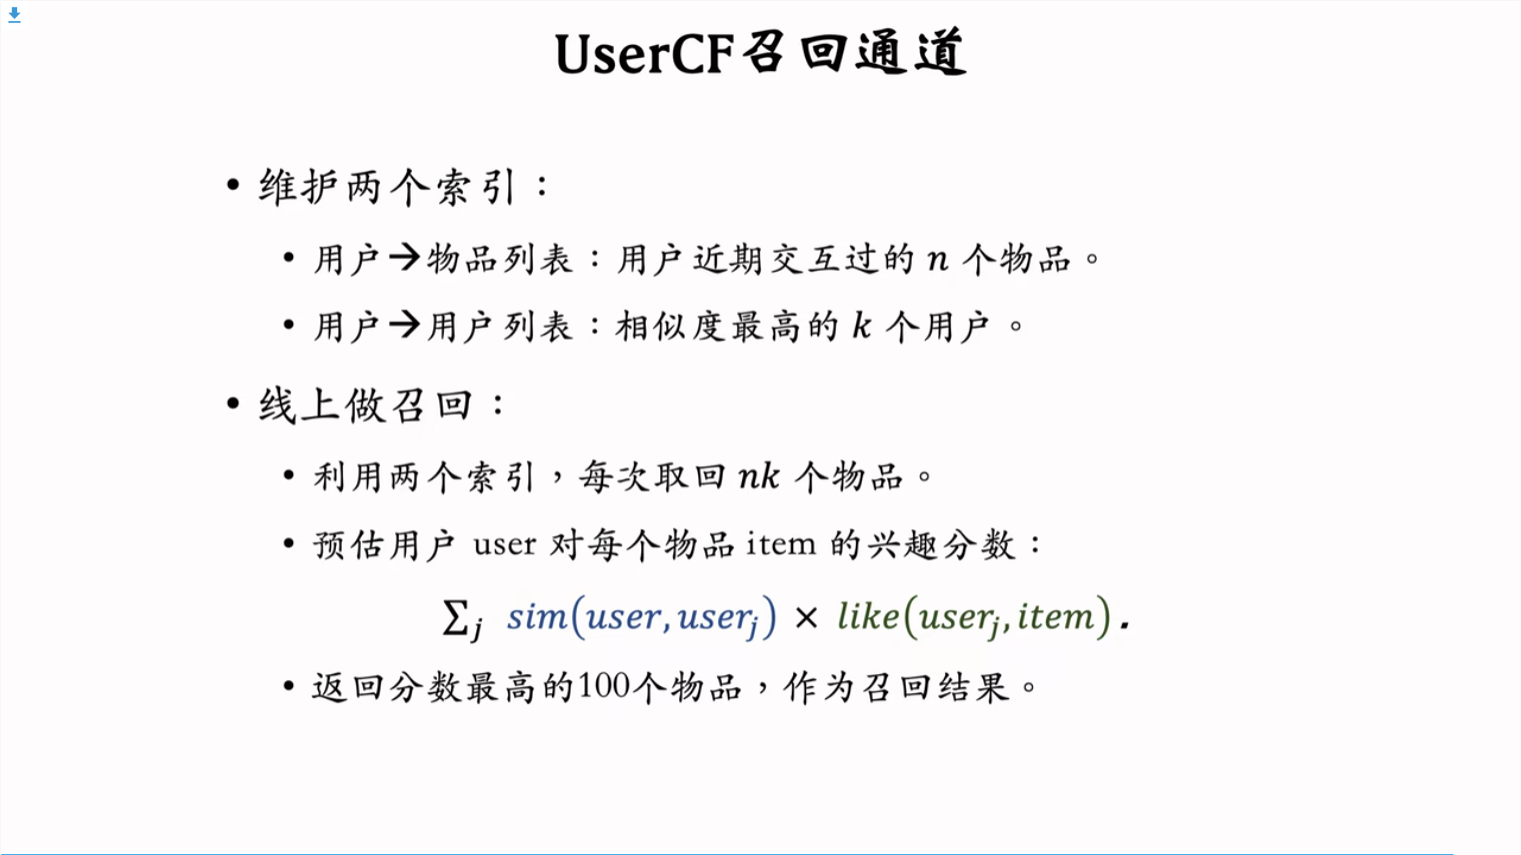 UserCF召回通道
• 维护两个索引：
• 用户→物品列表：用户近期交互过的 n 个物品。
• 用户→用户列表：相似度最高的 k 个用户。
• 线上做召回：
• 利用两个索引，每次取回 nk 个物品。
• 预估用户 user 对每个物品 item 的兴趣分数：
∑ⱼ sim(user, userⱼ) × like(userⱼ, item).
• 返回分数最高的100个物品，作为召回结果。